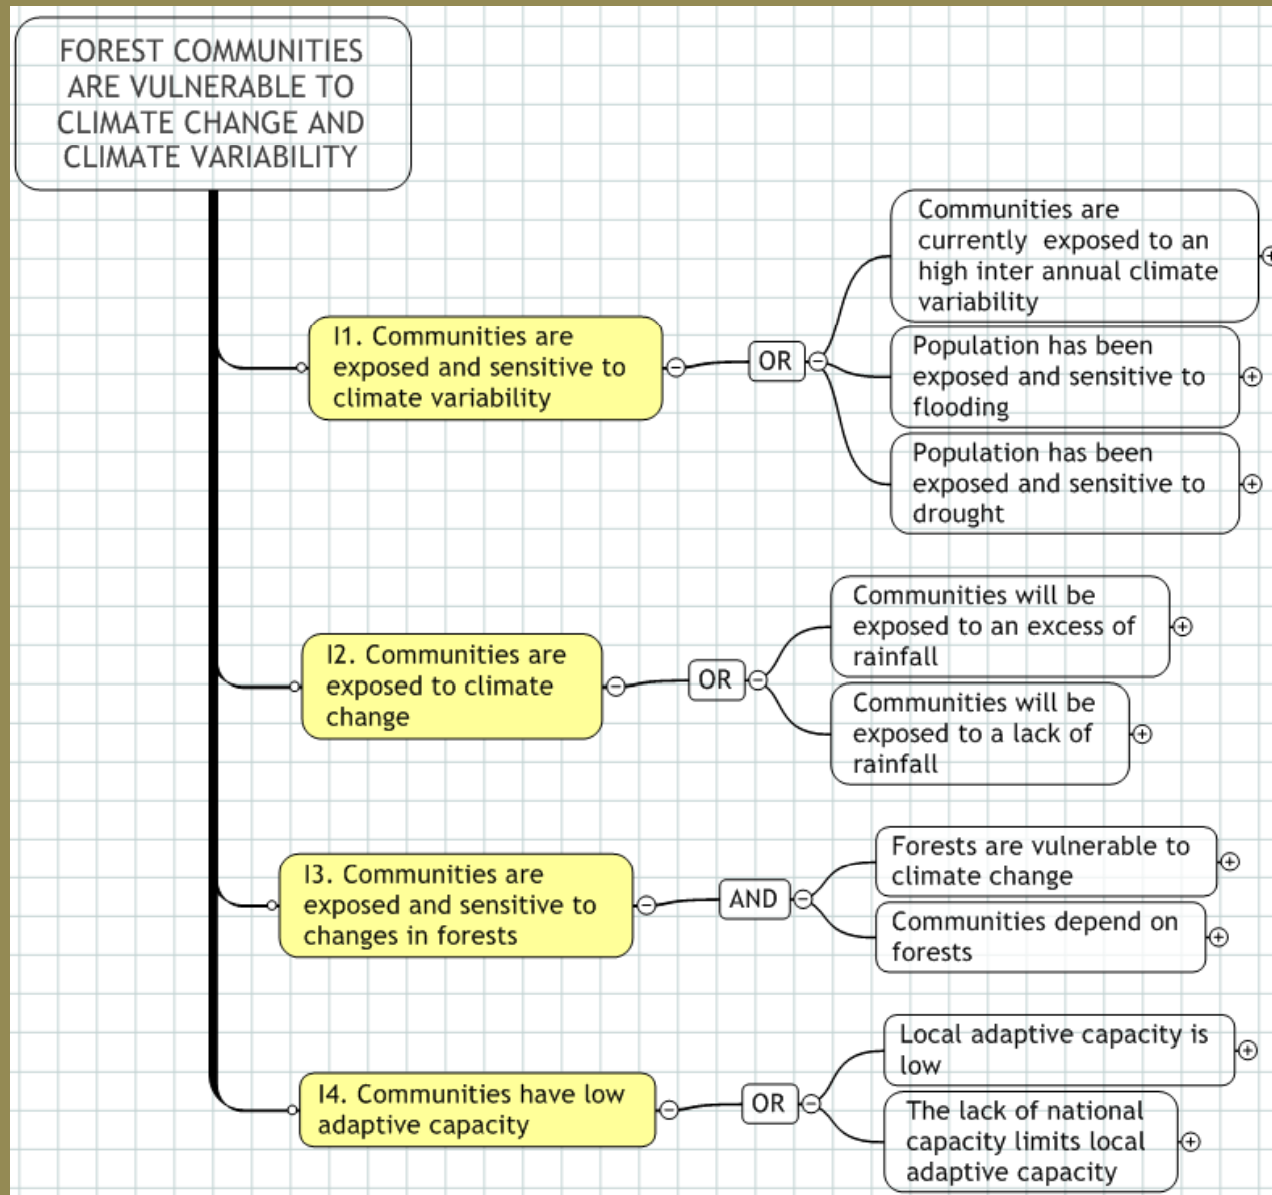 FOREST COMMUNITIES
ARE VULNERABLE TO
CLIMATE CHANGE AND
CLIMATE VARIABILITY
I1. Communities are
exposed and sensitive to
climate variability
OR
Communities are
currently exposed to an
high inter annual climate
variability
Population has been
exposed and sensitive to
flooding
Population has been
exposed and sensitive to
drought
I2. Communities are
exposed to climate
change
OR
Communities will be
exposed to an excess of
rainfall
Communities will be
exposed to a lack of
rainfall
I3. Communities are
exposed and sensitive to
changes in forests
AND
Forests are vulnerable to
climate change
Communities depend on
forests
I4. Communities have low
adaptive capacity
OR
Local adaptive capacity is
low
The lack of national
capacity limits local
adaptive capacity